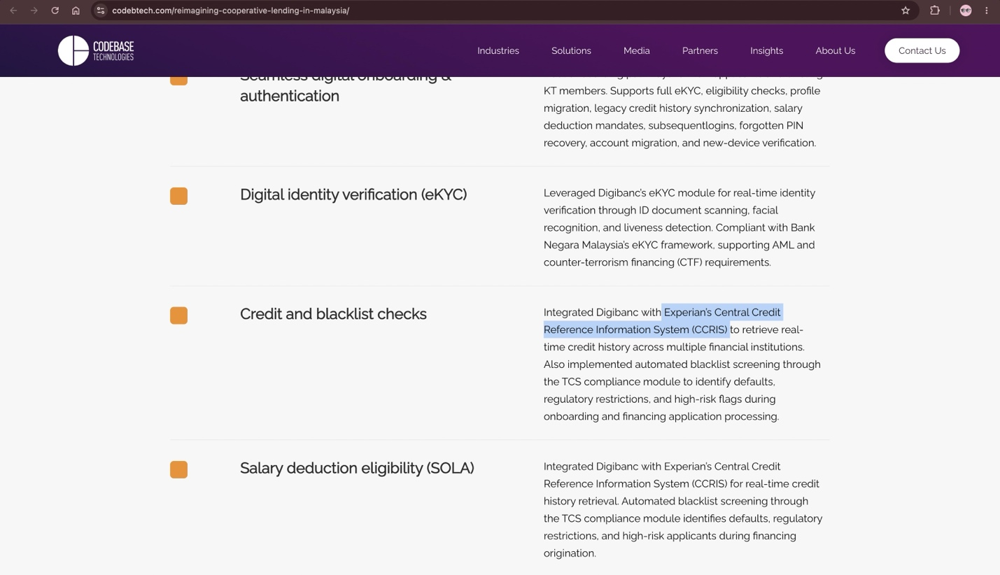 codebtech.com/reimagining-cooperative-lending-in-malaysia/
CODEBASE
TECHNOLOGIES
Industries
Solutions
Media
Partners
Insights
About Us
Contact Us
Seamless digital onboarding &
authentication
KT members. Supports full eKYC, eligibility checks, profile
migration, legacy credit history synchronization, salary
deduction mandates, subsequentlogins, forgotten PIN
recovery, account migration, and new-device verification.
Digital identity verification (eKYC)
Leveraged Digibanc’s eKYC module for real-time identity
verification through ID document scanning, facial
recognition, and liveness detection. Compliant with Bank
Negara Malaysia’s eKYC framework, supporting AML and
counter-terrorism financing (CTF) requirements.
Credit and blacklist checks
Integrated Digibanc with Experian’s Central Credit
Reference Information System (CCRIS) to retrieve real-
time credit history across multiple financial institutions.
Also implemented automated blacklist screening through
the TCS compliance module to identify defaults,
regulatory restrictions, and high-risk flags during
onboarding and financing application processing.
Salary deduction eligibility (SOLA)
Integrated Digibanc with Experian’s Central Credit
Reference Information System (CCRIS) for real-time credit
history retrieval. Automated blacklist screening through
the TCS compliance module identifies defaults, regulatory
restrictions, and high-risk applicants during financing
origination.